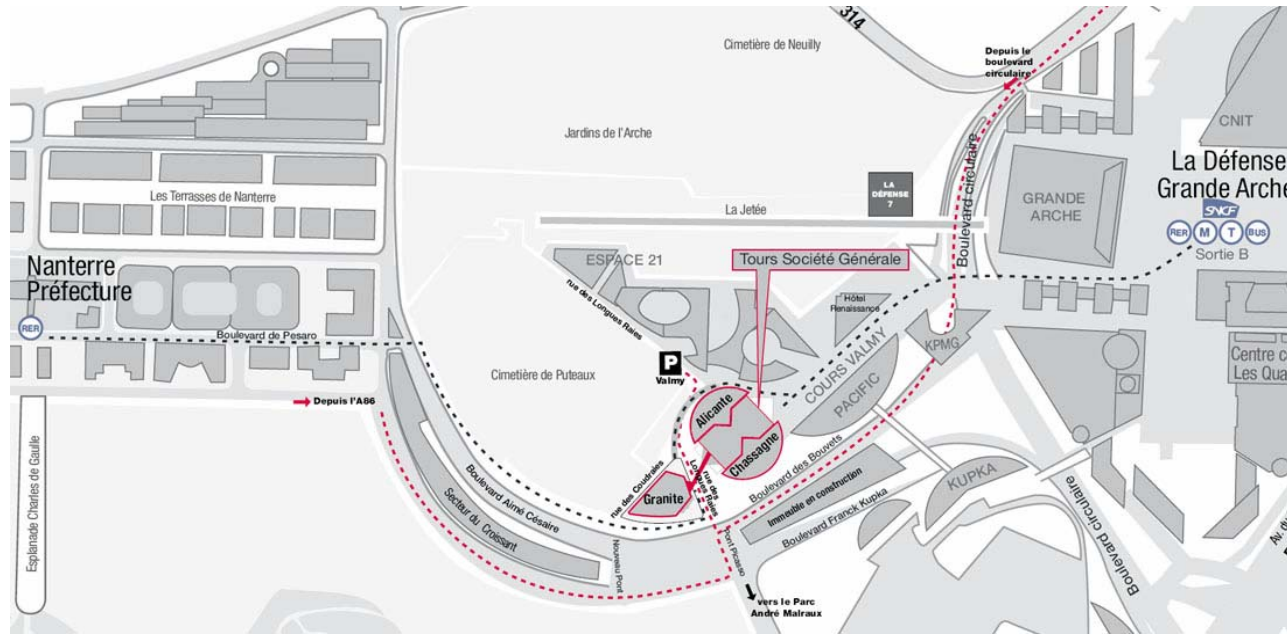 314
Cimetière de Neuilly
Depuis le
boulevard
circulaire
CNIT
Jardins de l'Arche
Boulevard circulaire
La Défense
Grande Arche
Les Terrasses de Nanterre
LA
DÉFENSE
7
GRANDE
ARCHE
La Jetée
SNCF
RER M T BUS
Sortie B
ESPACE 21
Tours Société Générale
Nanterre
Préfecture
RER
rue des Longues Raies
Hôtel
Renaissance
Boulevard de Pesaro
COURS VALMY
KPMG
Centre c
Les Qua
P
Valmy
Cimetière de Puteaux
PACIFIC
Depuis l'A86
Alicante
Chassagne
Boulevard des Bouvets
Esplanade Charles de Gaulle
Boulevard Aimé Césaire
Secteur du Croissant
rue des Coudraies
Granite
rue des
Longues Raies
Immeuble en construction
KUPKA
Boulevard Franck Kupka
Boulevard circulaire
Nouveau Pont
Pont Picasso
Av. d
vers le Parc
André Malraux